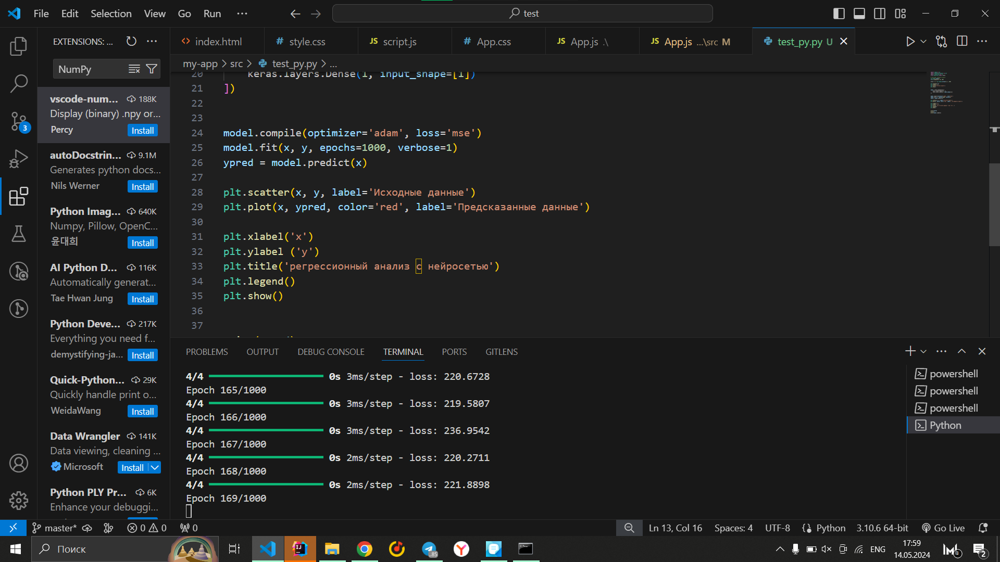 File Edit Selection View Go Run ···
test
EXTENSIONS: ...
NumPy
vscode-num... 188K
Display (binary) .npy or...
Percy Install
autoDocstrin... 9.1M
Generates python docs...
Nils Werner Install
Python Imag... 640K
Numpy, Pillow, OpenC...
윤대희 Install
AI Python D... 116K
Automatically generat...
Tae Hwan Jung Install
Python Deve... 217K
Everything you need f...
demystifying-ja... Install
Quick-Python... 29K
Quickly handle print o...
WeidaWang Install
Data Wrangler 141K
Data viewing, cleaning ...
Microsoft Install
Python PLY Pr... 6K
Enhance your debuggi...
3
index.html # style.css JS script.js # App.css JS App.js .\ JS App.js ...\src M test_py.py U
my-app > src > test_py.py > ...
20 keras.layers.Dense(1, input_shape=[1])
21 ])
22
23
24 model.compile(optimizer='adam', loss='mse')
25 model.fit(x, y, epochs=1000, verbose=1)
26 ypred = model.predict(x)
27
28 plt.scatter(x, y, label='Исходные данные')
29 plt.plot(x, ypred, color='red', label='Предсказанные данные')
30
31 plt.xlabel('x')
32 plt.ylabel ('y')
33 plt.title('регрессионный анализ с нейросетью')
34 plt.legend()
35 plt.show()
36
37
PROBLEMS OUTPUT DEBUG CONSOLE TERMINAL PORTS GITLENS
4/4 0s 3ms/step - loss: 220.6728
Epoch 165/1000
4/4 0s 3ms/step - loss: 219.5807
Epoch 166/1000
4/4 0s 3ms/step - loss: 236.9542
Epoch 167/1000
4/4 0s 2ms/step - loss: 220.2711
Epoch 168/1000
4/4 0s 2ms/step - loss: 221.8898
Epoch 169/1000
powershell
powershell
powershell
Python
master* 0 0 0 Ln 13, Col 16 Spaces: 4 UTF-8 Python 3.10.6 64-bit Go Live
Поиск
IJ
.85
ENG
17:59
14.05.2024
2